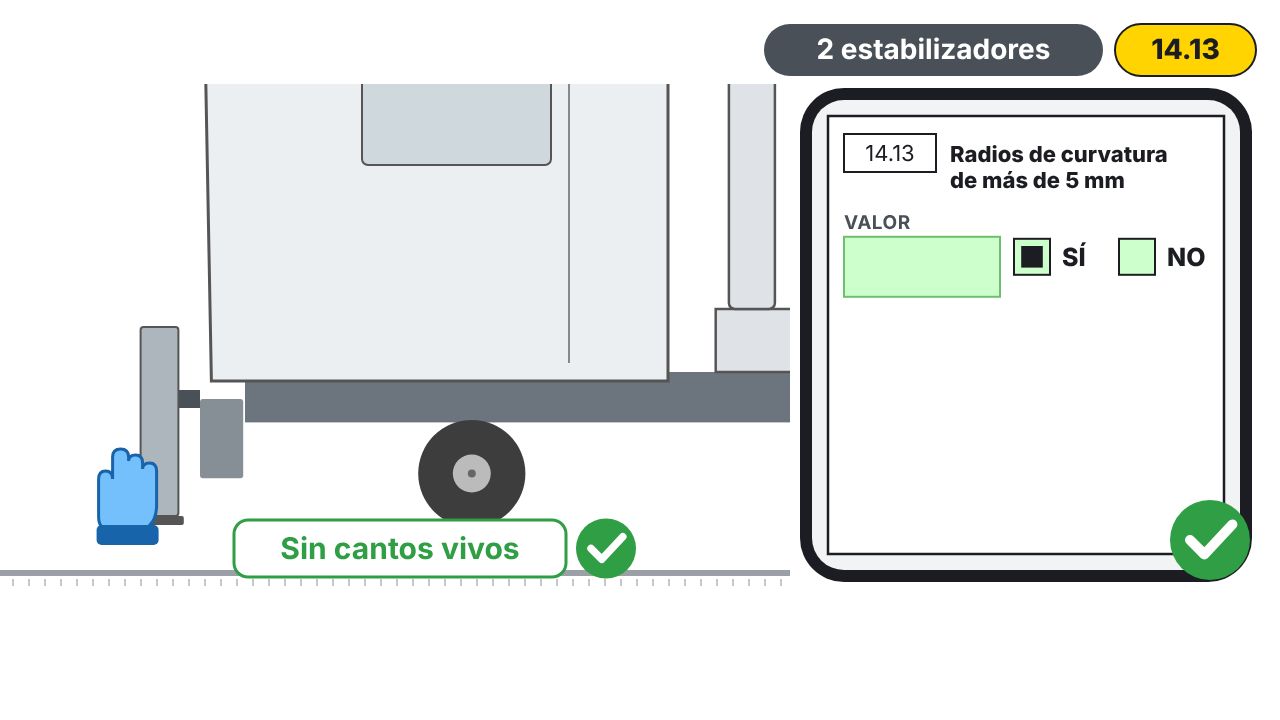 2 estabilizadores
14.13
14.13
Radios de curvatura
de más de 5 mm
VALOR
SÍ
NO
Sin cantos vivos